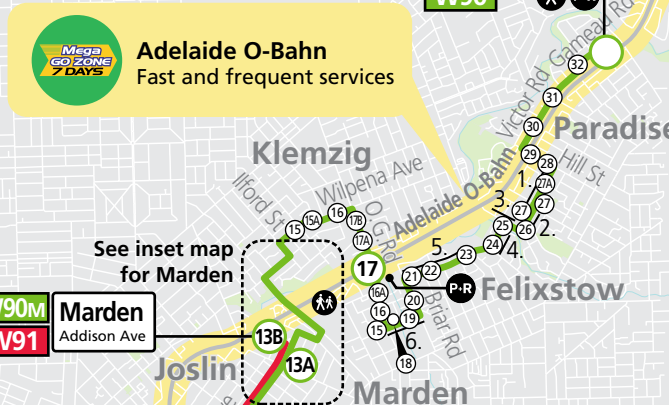 W90
Mega
GO ZONE
7 DAYS
Adelaide O-Bahn
Fast and frequent services
32
Gameau Rd
Victor Rd
31
30
Paradise
29
28
Hill St
1.
27A
27
3.
27
2.
25
26
4.
24
Adelaide O-Bahn
Klemzig
Wilpena Ave
Ilford St
15
15A
16
17B
17A
O.G Rd
See inset map
for Marden
17
5.
23
22
21
P+R
Felixstow
16A
20
16
19
15
6.
Briar Rd
18
V90M
W91
Marden
Addison Ave
13B
13A
Joslin
Marden